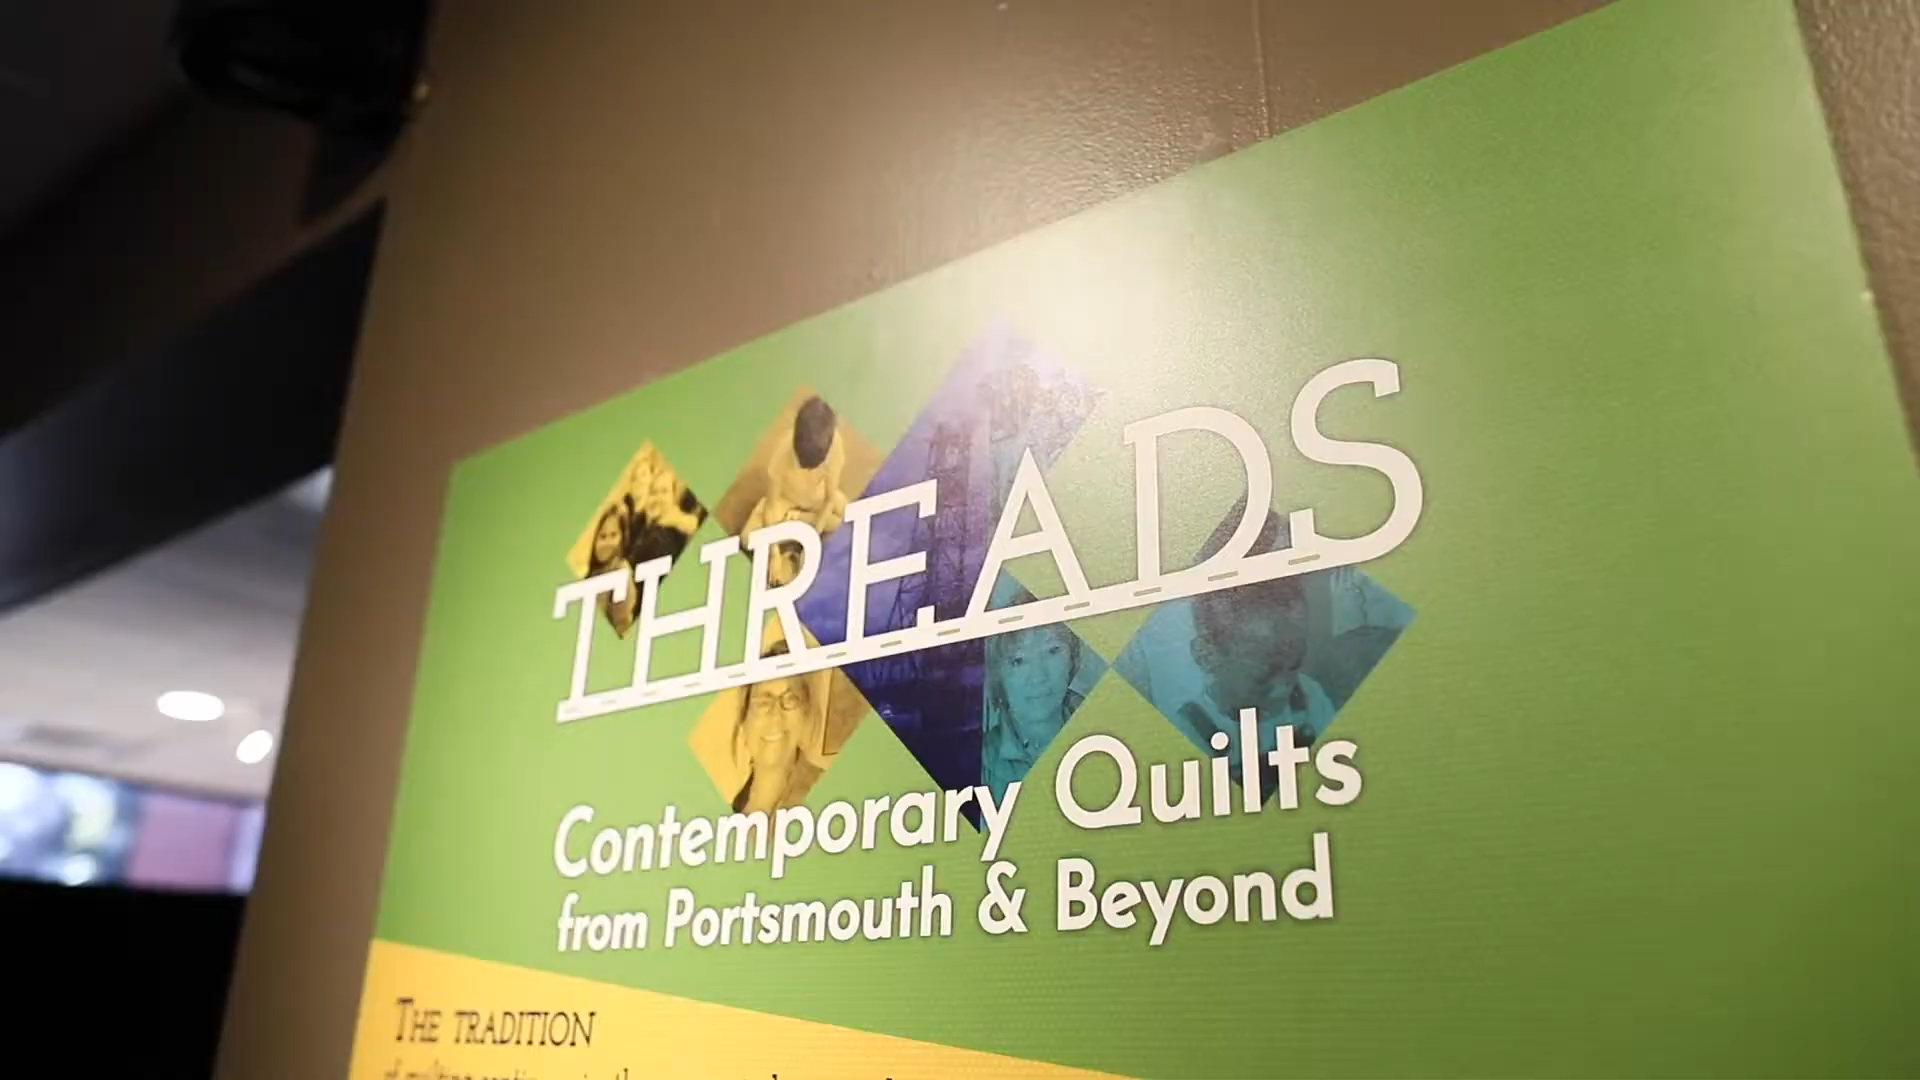 THREADS
Contemporary Quilts
from Portsmouth & Beyond
THE TRADITION